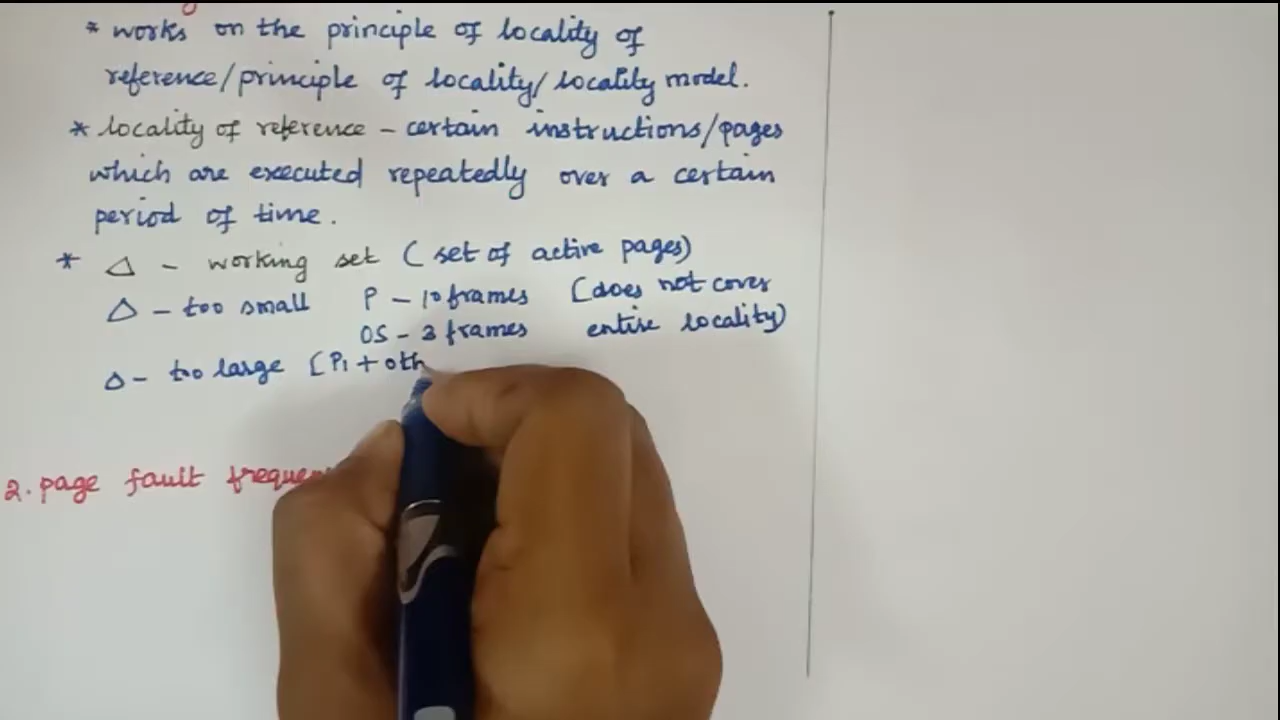 * works on the principle of locality of
reference/principle of locality/locality model.
* locality of reference - certain instructions/pages
which are executed repeatedly over a certain
period of time.
* Δ - working set (set of active pages)
Δ - too small P - 10 frames [does not cover
OS - 3 frames entire locality)
Δ - too large [P1 + oth
2. page fault